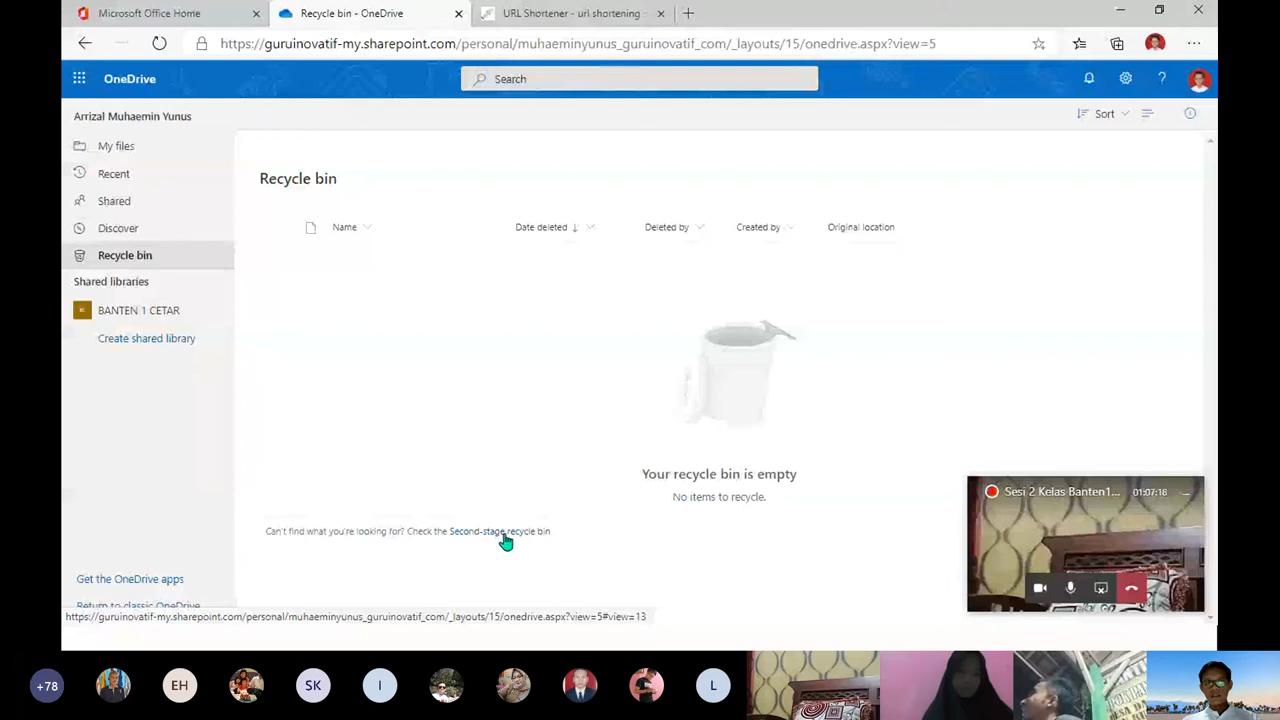 Microsoft Office Home
Recycle bin - OneDrive
URL Shortener - url shortening -
https://guruinovatif-my.sharepoint.com/personal/muhaeminyunus_guruinovatif_com/_layouts/15/onedrive.aspx?view=5
OneDrive
Search
Arrizal Muhaemin Yunus
Sort
My files
Recent
Shared
Discover
Recycle bin
Shared libraries
BANTEN 1 CETAR
Create shared library
Recycle bin
Name
Date deleted
Deleted by
Created by
Original location
Your recycle bin is empty
No items to recycle.
Can't find what you're looking for? Check the Second-stage recycle bin
Sesi 2 Kelas Banten1...
01:07:18
Get the OneDrive apps
Return to classic OneDrive
https://guruinovatif-my.sharepoint.com/personal/muhaeminyunus_guruinovatif_com/_layouts/15/onedrive.aspx?view=5#view=13
+78
EH
SK
I
L